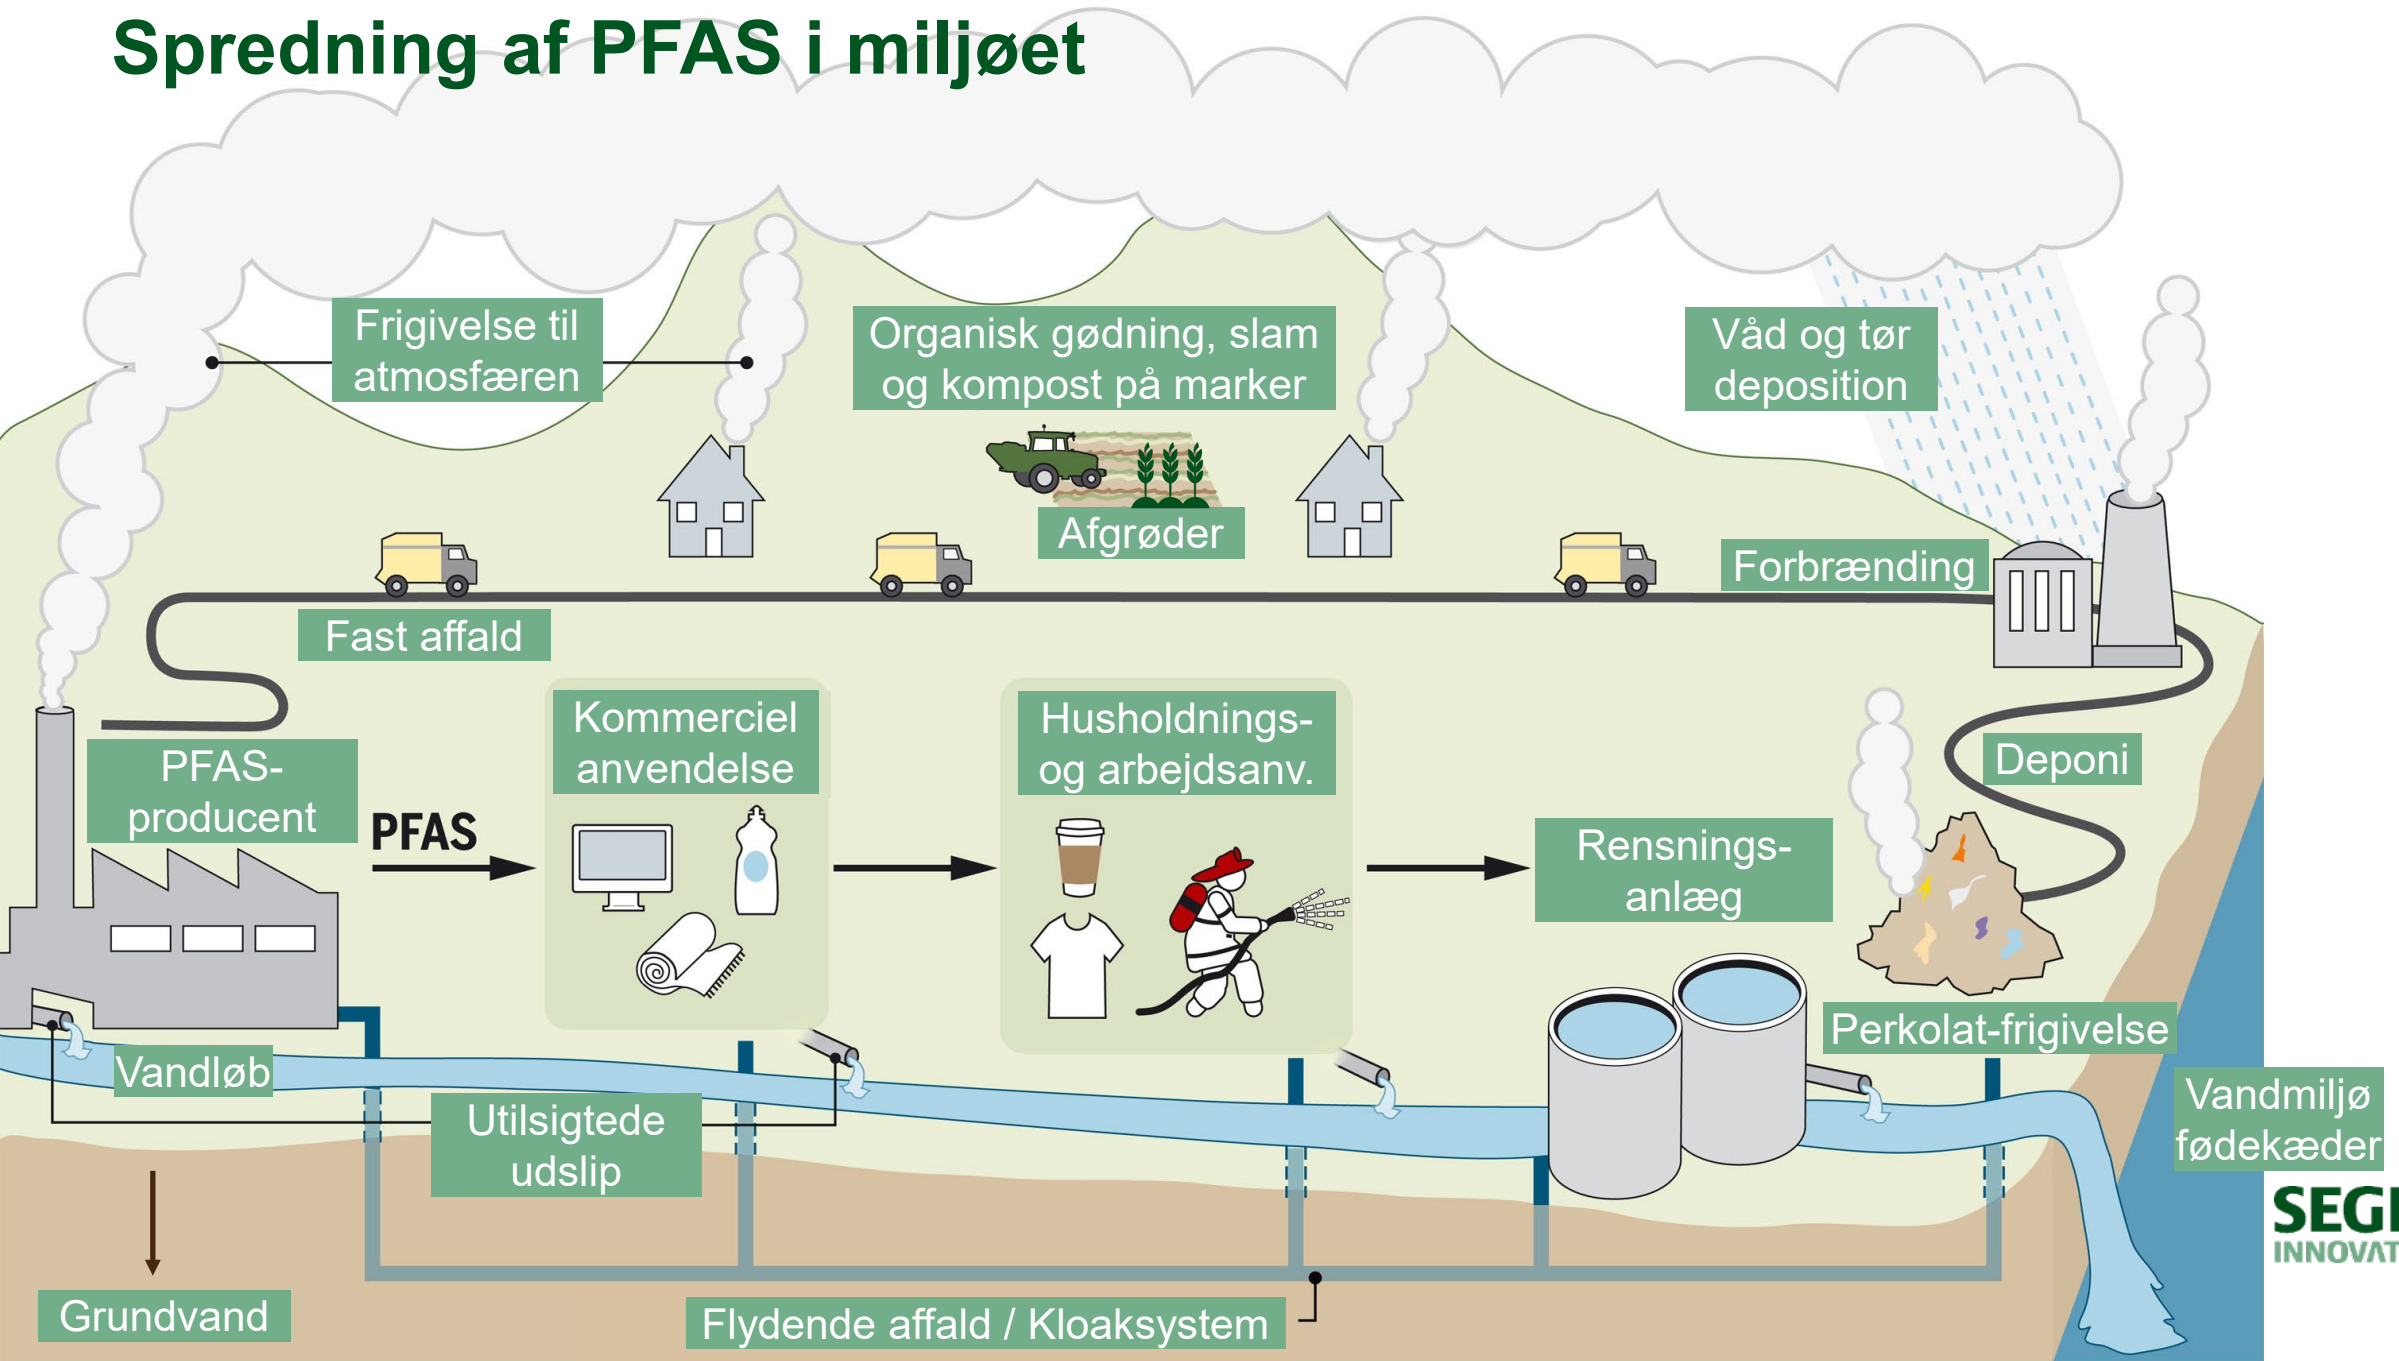 Spredning af PFAS i miljøet
Frigivelse til
atmosfæren
Organisk gødning, slam
og kompost på marker
Våd og tør
deposition
Afgrøder
Forbrænding
Fast affald
Kommerciel
anvendelse
Husholdnings-
og arbejdsanv.
PFAS-
producent
Deponi
PFAS
Rensnings-
anlæg
Perkolat-frigivelse
Vandløb
Vandmiljø
fødekæder
Utilsigtede
udslip
SEG
INNOVAT
Grundvand
Flydende affald / Kloaksystem